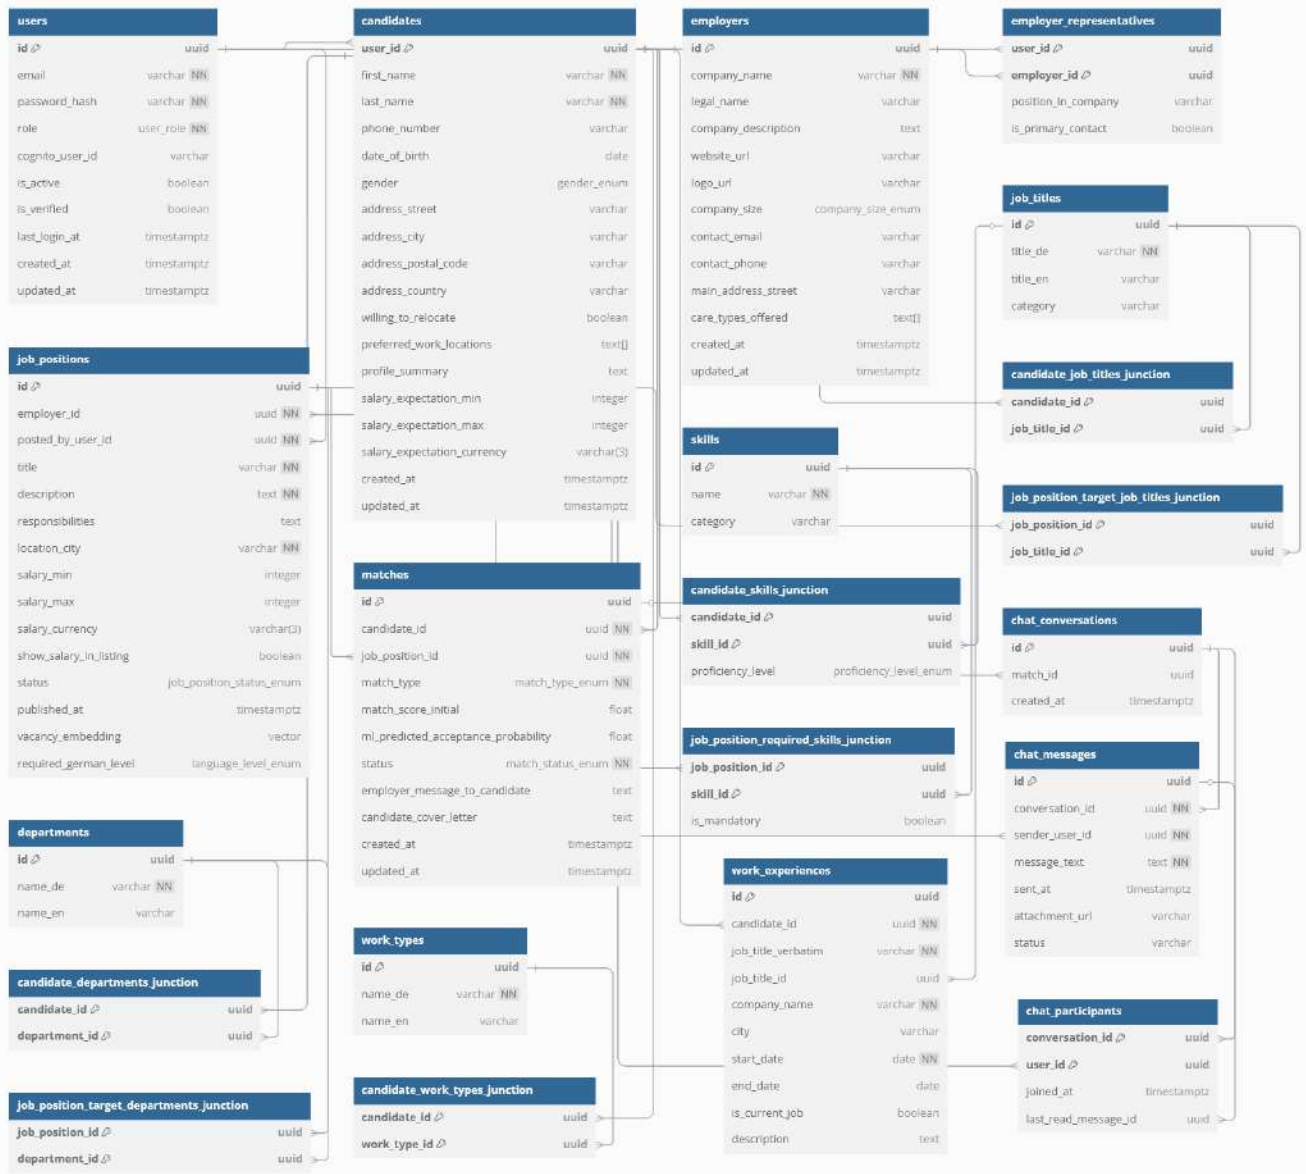 users
id uuid
email varchar NN
password_hash varchar NN
role user_role NN
cognito_user_id varchar
is_active boolean
is_verified boolean
last_login_at timestamptz
created_at timestamptz
updated_at timestamptz
job_positions
id uuid
employer_id uuid NN
posted_by_user_id uuid NN
title varchar NN
description text NN
responsibilities text
location_city varchar NN
salary_min integer
salary_max integer
salary_currency varchar(3)
show_salary_in_listing boolean
status job_position_status_enum
published_at timestamptz
vacancy_embedding vector
required_german_level language_level_enum
departments
id uuid
name_de varchar NN
name_en varchar
candidate_departments_junction
candidate_id uuid
department_id uuid
job_position_target_departments_junction
job_position_id uuid
department_id uuid
candidates
user_id uuid
first_name varchar NN
last_name varchar NN
phone_number varchar
date_of_birth date
gender gender_enum
address_street varchar
address_city varchar
address_postal_code varchar
address_country varchar
willing_to_relocate boolean
preferred_work_locations text[]
profile_summary text
salary_expectation_min integer
salary_expectation_max integer
salary_expectation_currency varchar(3)
created_at timestamptz
updated_at timestamptz
matches
id uuid
candidate_id uuid NN
job_position_id uuid NN
match_type match_type_enum NN
match_score_initial float
ml_predicted_acceptance_probability float
status match_status_enum NN
employer_message_to_candidate text
candidate_cover_letter text
created_at timestamptz
updated_at timestamptz
work_types
id uuid
name_de varchar NN
name_en varchar
candidate_work_types_junction
candidate_id uuid
work_type_id uuid
employers
id uuid
company_name varchar NN
legal_name varchar
company_description text
website_url varchar
logo_url varchar
company_size company_size_enum
contact_email varchar
contact_phone varchar
main_address_street varchar
care_types_offered text[]
created_at timestamptz
updated_at timestamptz
skills
id uuid
name varchar NN
category varchar
candidate_skills_junction
candidate_id uuid
skill_id uuid
proficiency_level proficiency_level_enum
job_position_required_skills_junction
job_position_id uuid
skill_id uuid
is_mandatory boolean
work_experiences
id uuid
candidate_id uuid NN
job_title_verbatim varchar NN
job_title_id uuid
company_name varchar NN
city varchar
start_date date NN
end_date date
is_current_job boolean
description text
employer_representatives
user_id uuid
employer_id uuid
position_in_company varchar
is_primary_contact boolean
job_titles
id uuid
title_de varchar NN
title_en varchar
category varchar
candidate_job_titles_junction
candidate_id uuid
job_title_id uuid
job_position_target_job_titles_junction
job_position_id uuid
job_title_id uuid
chat_conversations
id uuid
match_id uuid
created_at timestamptz
chat_messages
id uuid
conversation_id uuid NN
sender_user_id uuid NN
message_text text NN
sent_at timestamptz
attachment_url varchar
status varchar
chat_participants
conversation_id uuid
user_id uuid
joined_at timestamptz
last_read_message_id uuid